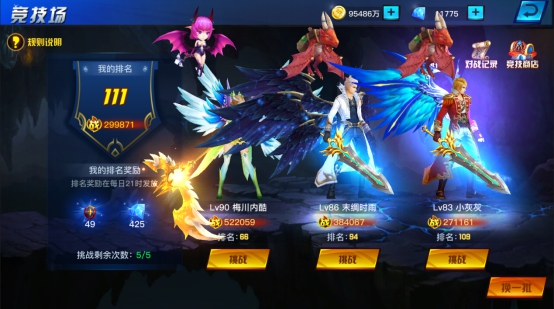 竞技场
95486万
1775
规则说明
我的排名
111
战 299871
我的排名奖励
排名奖励在每日21时发放
49
425
挑战剩余次数: 5/5
对战记录
竞技商店
Lv90 梅川内酷
战 522059
排名: 66
挑战
Lv86 末绸时雨
战 384067
排名: 94
挑战
Lv83 小灰灰
战 271161
排名: 109
挑战
换一批